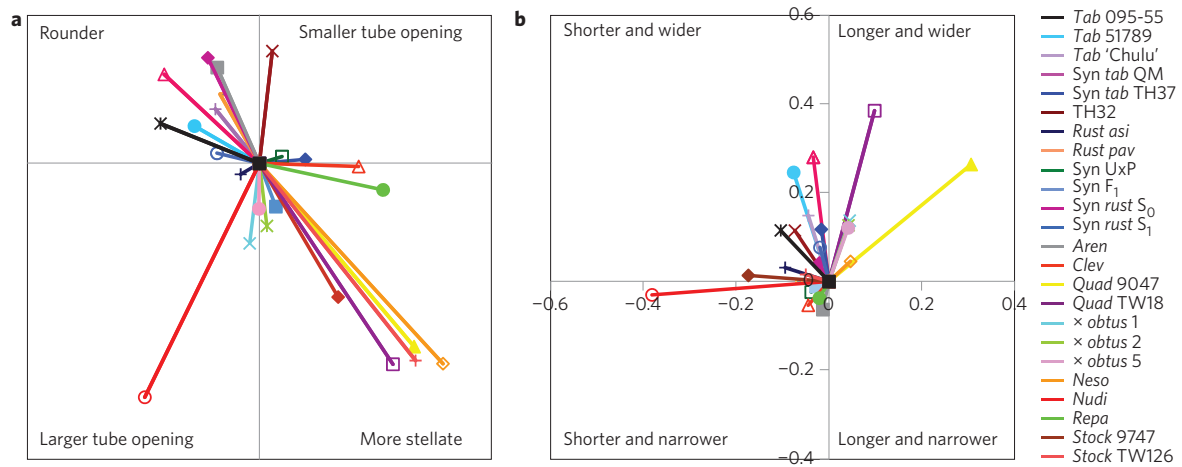 a
Rounder
Smaller tube opening
Larger tube opening
More stellate
b
Shorter and wider
Longer and wider
Shorter and narrower
Longer and narrower
0.6
0.4
0.2
0
−0.2
−0.4
−0.6
−0.4
−0.2
0
0.2
0.4
Tab 095-55
Tab 51789
Tab ‘Chulu’
Syn tab QM
Syn tab TH37
TH32
Rust asi
Rust pav
Syn UxP
Syn F1
Syn rust S0
Syn rust S1
Aren
Clev
Quad 9047
Quad TW18
× obtus 1
× obtus 2
× obtus 5
Neso
Nudi
Repa
Stock 9747
Stock TW126